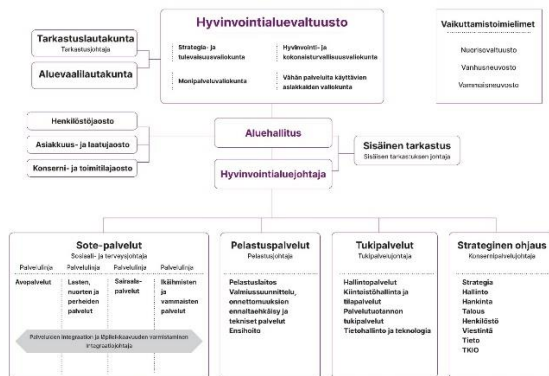 Hyvinvointialuevaltuusto
Strategia- ja
tulevaisuusvaliokunta
Hyvinvointi- ja
kokonaisturvallisuusvaliokunta
Monipalveluvaliokunta
Vähän palveluita käyttävien
asiakkaiden valiokunta
Tarkastuslautakunta
Tarkastusjohtaja
Aluevaalilautakunta
Vaikuttamistoimielimet
Nuorisovaltuusto
Vanhusneuvosto
Vammaisneuvosto
Henkilöstöjaosto
Asiakkuus- ja laatujaosto
Konserni- ja toimitilajaosto
Aluehallitus
Hyvinvointialuejohtaja
Sisäinen tarkastus
Sisäisen tarkastuksen johtaja
Sote-palvelut
Sosiaali- ja terveysjohtaja
Palvelulinja Palvelulinja Palvelulinja Palvelulinja
Avopalvelut
Lasten,
nuorten ja
perheiden
palvelut
Sairaala-
palvelut
Ikäihmisten
ja
vammaisten
palvelut
Palveluiden integraation ja läpileikkaavuuden varmistaminen
Integraatiojohtaja
Pelastuspalvelut
Pelastusjohtaja
Pelastuslaitos
Valmiussuunnittelu,
onnettomuuksien
ennaltaehkäisy ja
tekniset palvelut
Ensihoito
Tukipalvelut
Tukipalvelujohtaja
Hallintopalvelut
Kiinteistöhallinta ja
tilapalvelut
Palvelutuotannon
tukipalvelut
Tietohallinto ja teknologia
Strateginen ohjaus
Konsernipalvelujohtaja
Strategia
Hallinto
Hankinta
Talous
Henkilöstö
Viestintä
Tieto
TKIO